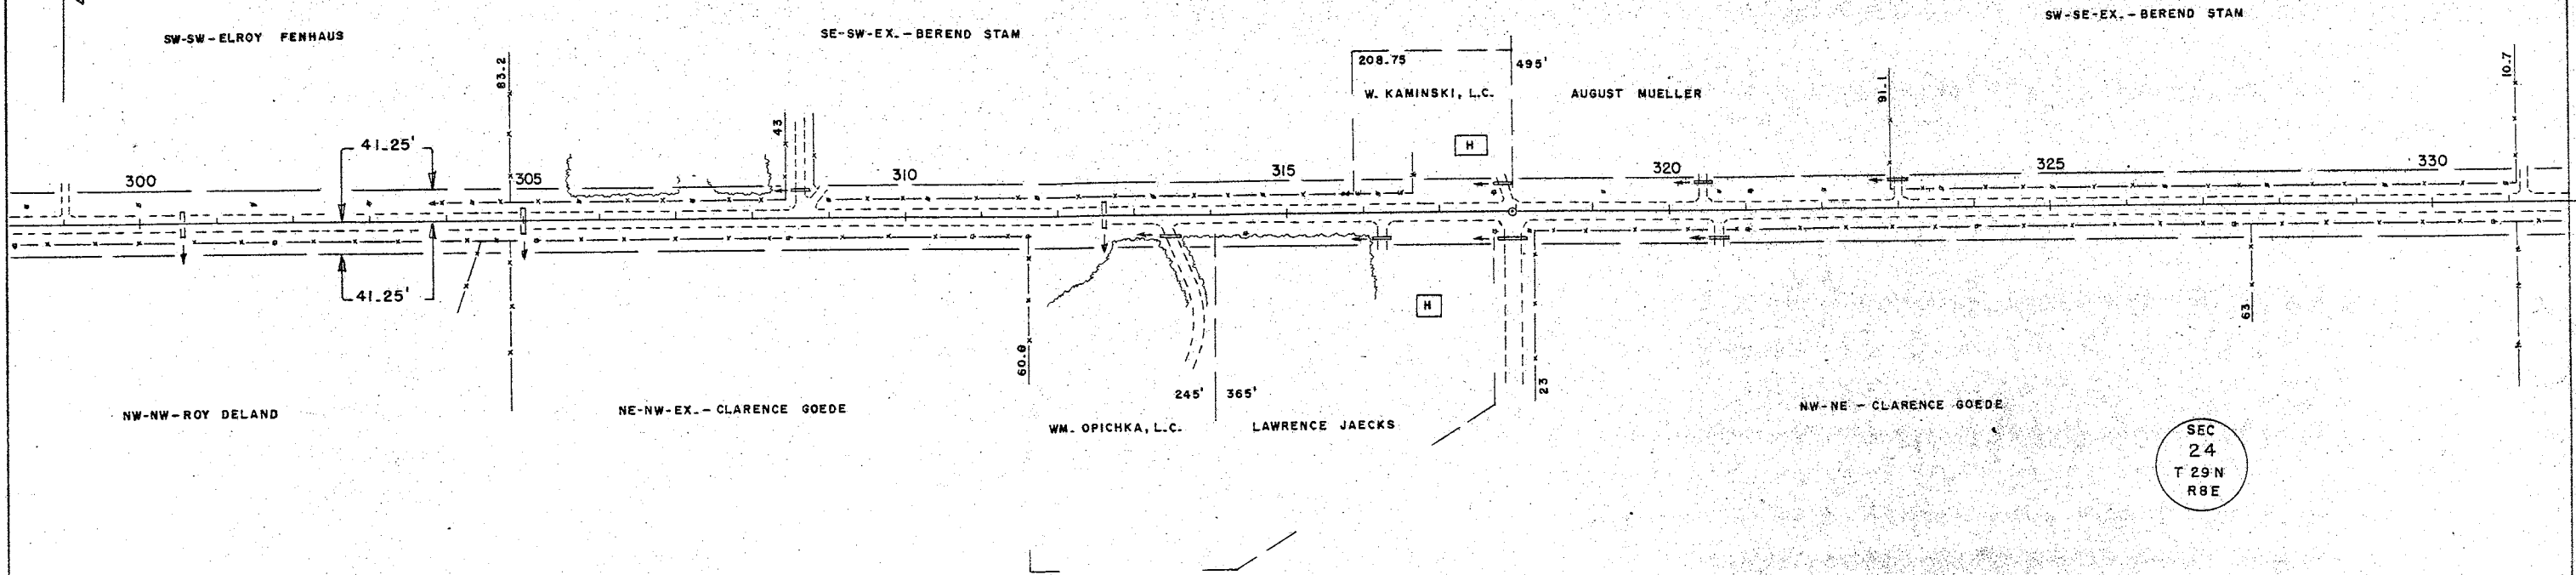 SW-SW-ELROY FENHAUS
SE-SW-EX.-BEREND STAM
SW-SE-EX.-BEREND STAM
83.2
208.75
495'
10.7
W. KAMINSKI, L.C.
AUGUST MUELLER
91.1
43
41.25'
H
300
305
310
315
320
325
330
41.25'
H
63
60.8
23
245'
365'
NW-NW-ROY DELAND
NE-NW-EX.-CLARENCE GOEDE
WM. OPICHKA, L.C.
LAWRENCE JAECKS
NW-NE-CLARENCE GOEDE
SEC
24
T 29 N
R8E